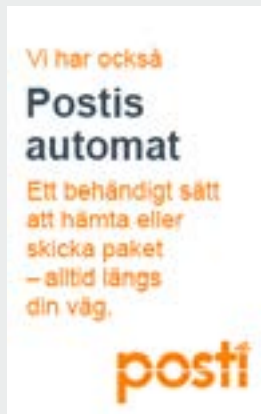 Vi har också
Postis
automat
Ett behändigt sätt
att hämta eller
skicka paket
– alltid längs
din väg.
posti